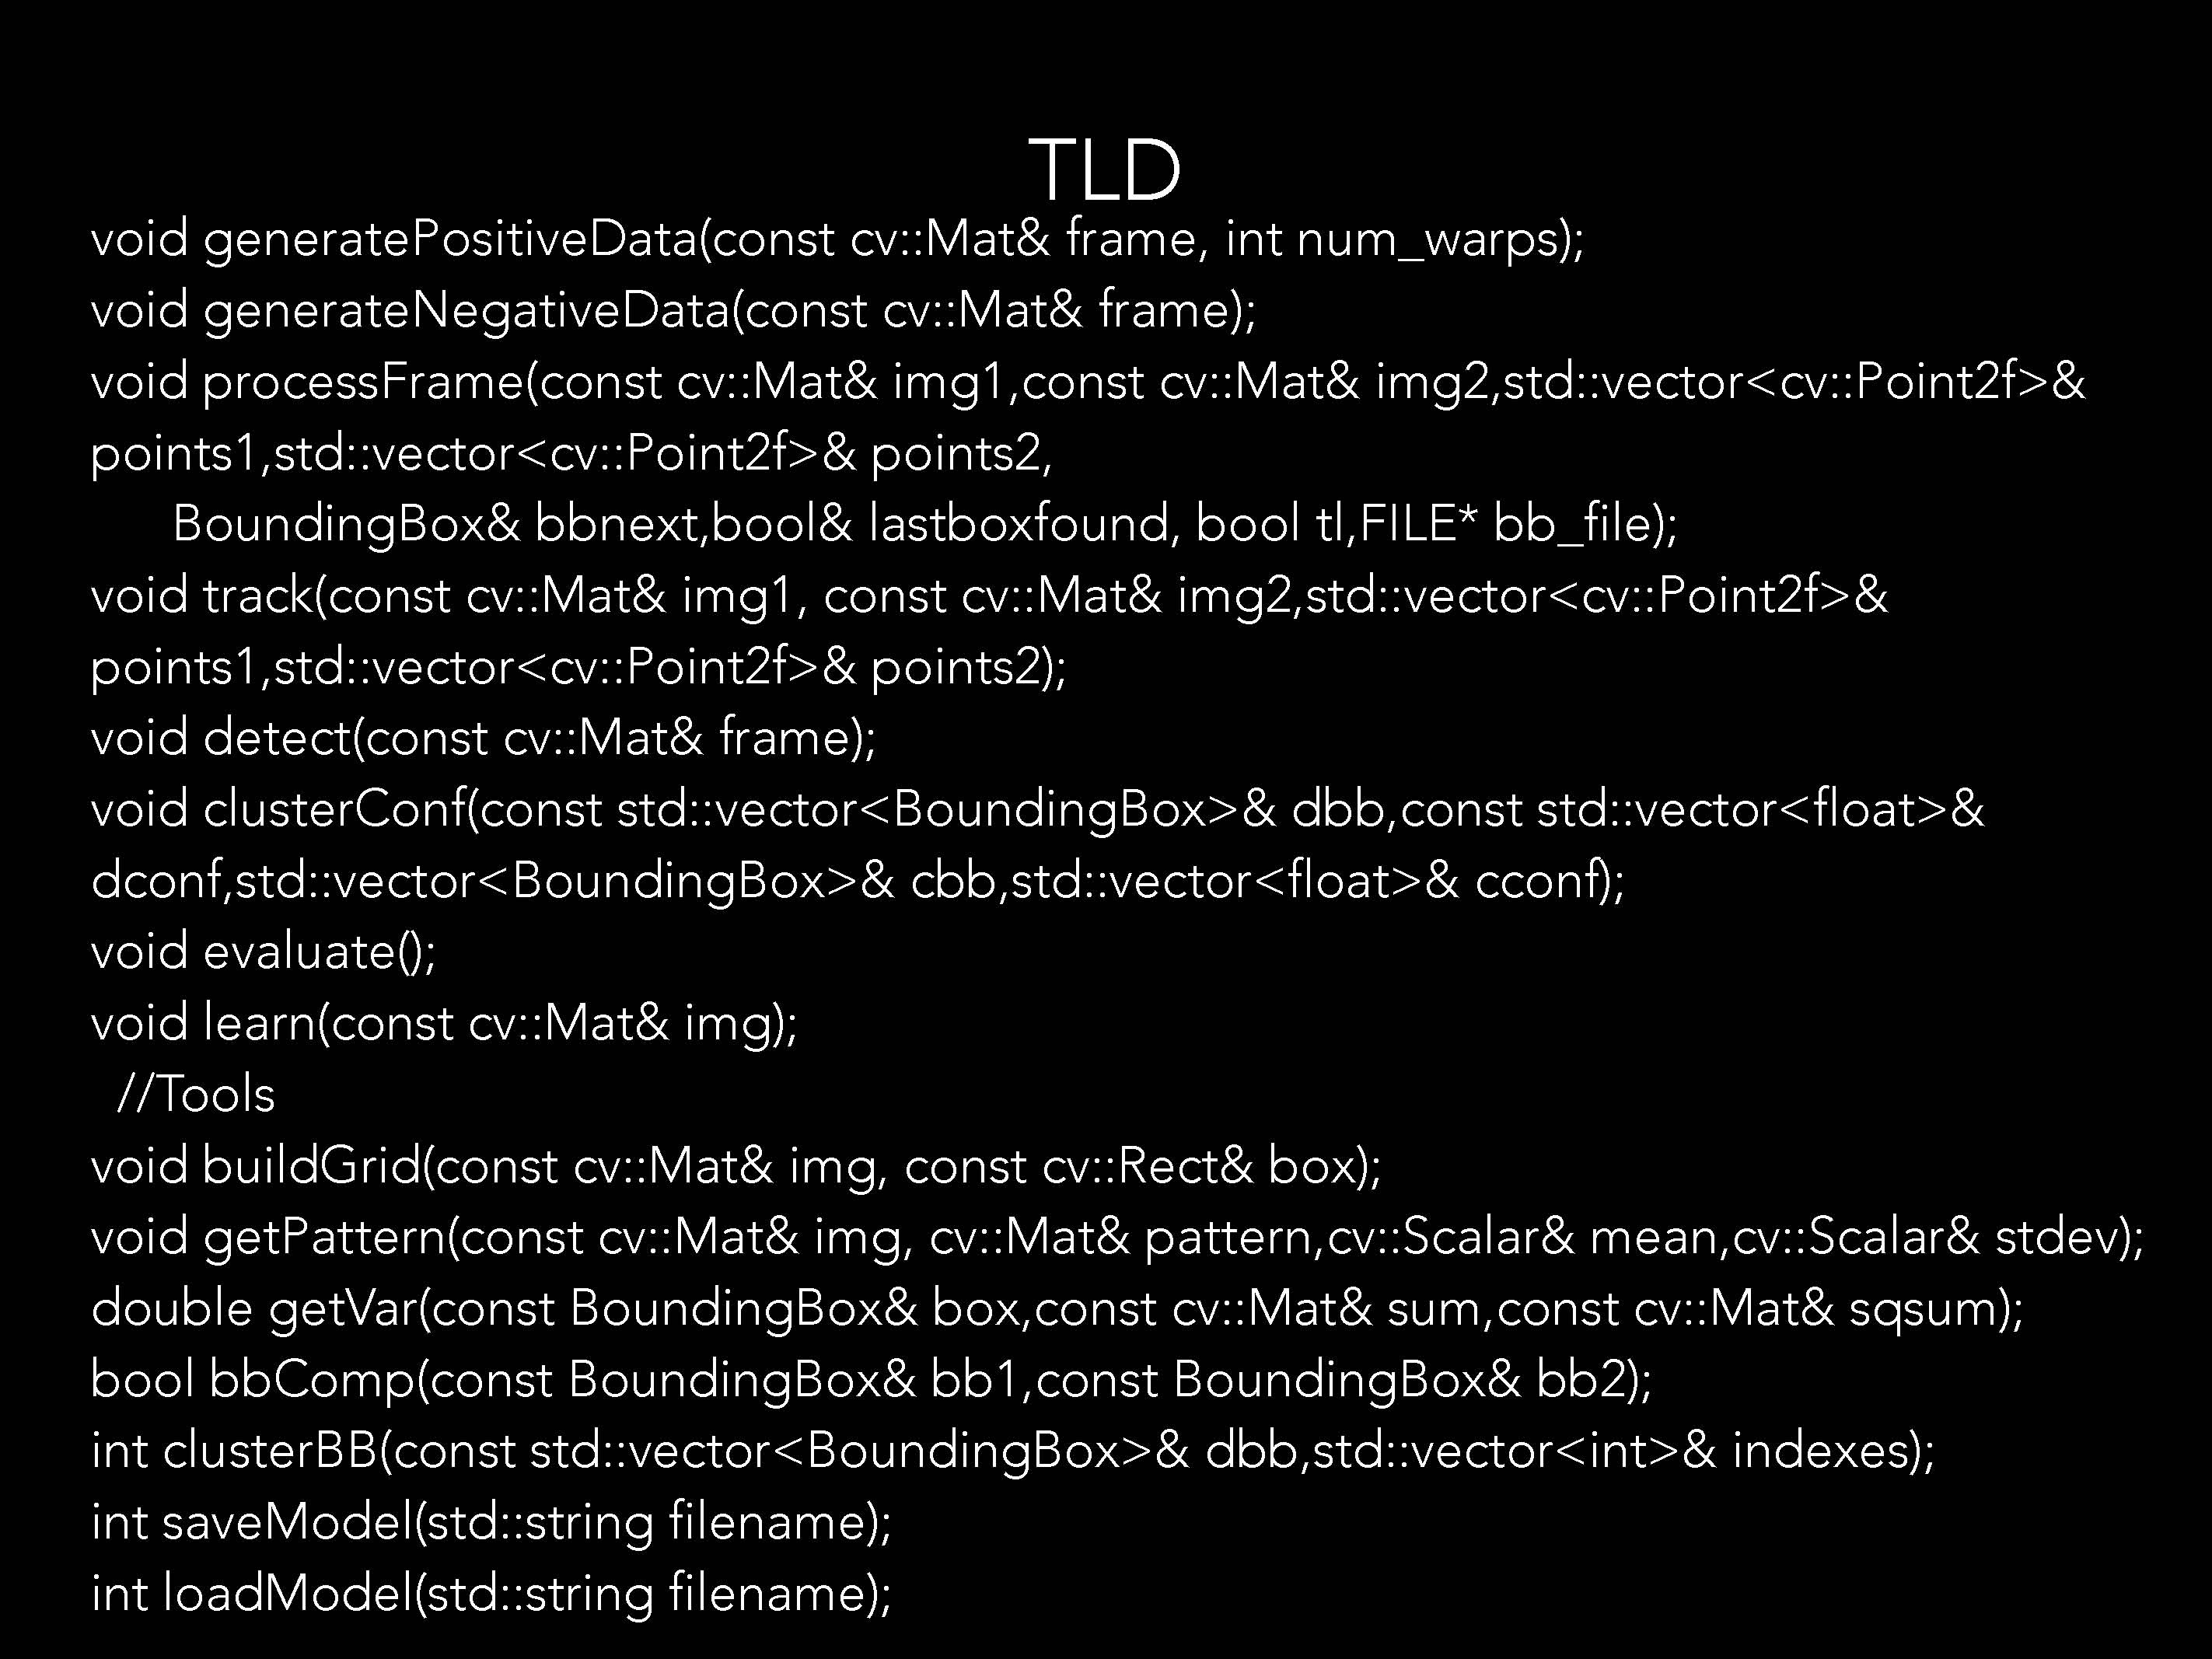 TLD
void generatePositiveData(const cv::Mat& frame, int num_warps);
void generateNegativeData(const cv::Mat& frame);
void processFrame(const cv::Mat& img1,const cv::Mat& img2,std::vector<cv::Point2f>&
points1,std::vector<cv::Point2f>& points2,
BoundingBox& bbnext,bool& lastboxfound, bool tl,FILE* bb_file);
void track(const cv::Mat& img1, const cv::Mat& img2,std::vector<cv::Point2f>&
points1,std::vector<cv::Point2f>& points2);
void detect(const cv::Mat& frame);
void clusterConf(const std::vector<BoundingBox>& dbb,const std::vector<float>&
dconf,std::vector<BoundingBox>& cbb,std::vector<float>& cconf);
void evaluate();
void learn(const cv::Mat& img);
//Tools
void buildGrid(const cv::Mat& img, const cv::Rect& box);
void getPattern(const cv::Mat& img, cv::Mat& pattern,cv::Scalar& mean,cv::Scalar& stdev);
double getVar(const BoundingBox& box,const cv::Mat& sum,const cv::Mat& sqsum);
bool bbComp(const BoundingBox& bb1,const BoundingBox& bb2);
int clusterBB(const std::vector<BoundingBox>& dbb,std::vector<int>& indexes);
int saveModel(std::string filename);
int loadModel(std::string filename);